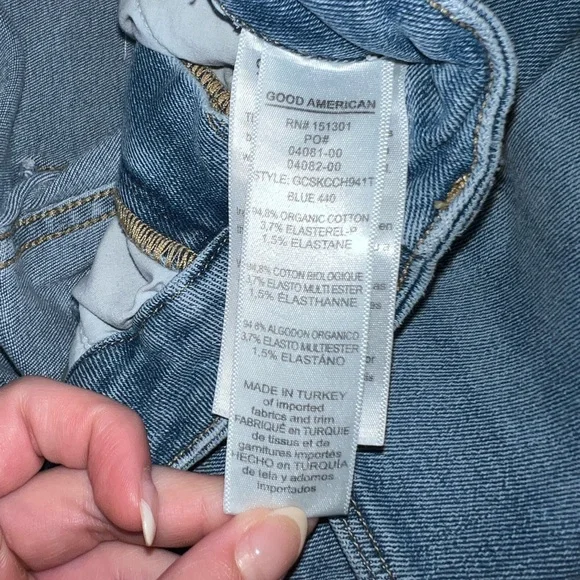 GOOD AMERICAN
RN# 151301
PO#
04081-00
04082-00
STYLE: GCSKCCH941T
BLUE 440
94,8% ORGANIC COTTON
3,7% ELASTEREL-P
1.5% ELASTANE
94,8% COTON BIOLOGIQUE
3,7% ELASTO MULTI ESTER
1,5% ÉLASTHANNE
94 8% ALGODON ORGANICO
3,7% ELASTO MULTIESTER
1,5% ELASTÁNO
MADE IN TURKEY
of imported
fabrics and trim
FABRIQUÉ en TURQUIE
de tissus et de
garnitures importés
HECHO en TURQUÍA
de tela y adornos
importados